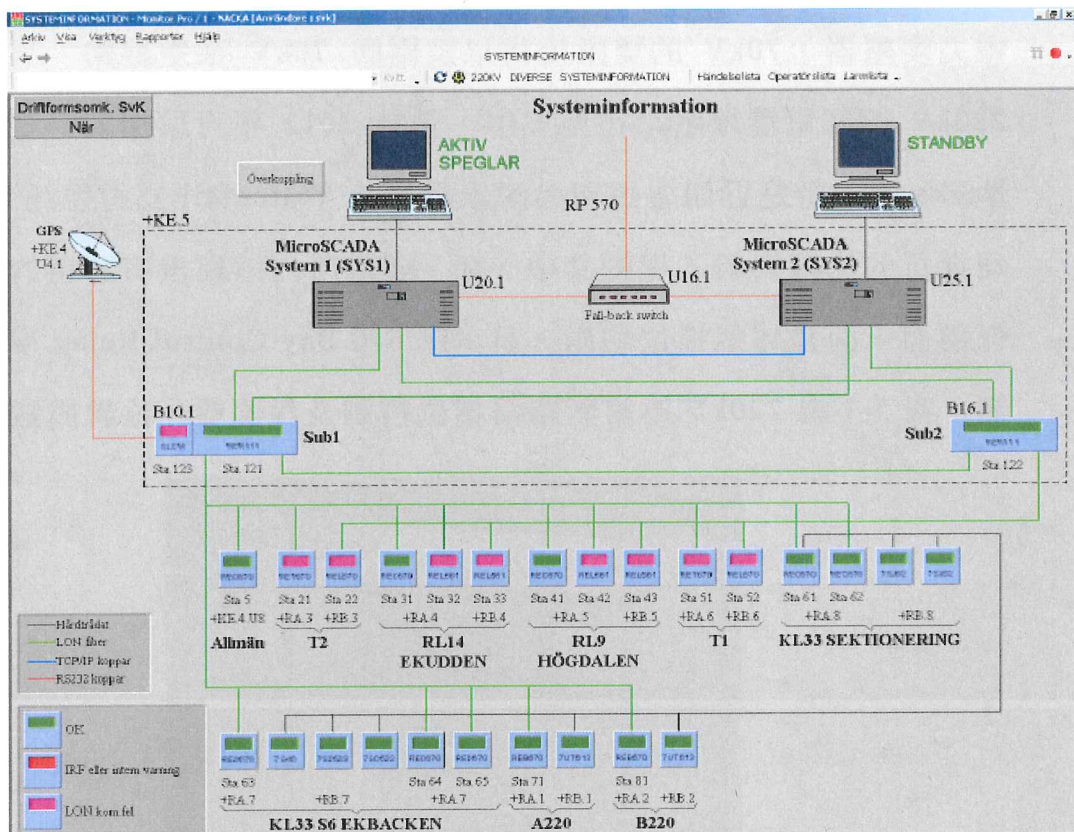 SYSTEMINFORMATION - Monitor Pro / 1 - NACKA [Användare :svk]
Arkiv Visa Verktyg Rapporter Hjälp
SYSTEMINFORMATION
Kvitt. 220KV DIVERSE SYSTEMINFORMATION Händelselista Operatörslista Larmlista
Driftformsomk. SvK
När
Systeminformation
AKTIV
SPEGLAR
STANDBY
Överkoppling
RP 570
+KE.5
GPS
+KE.4
U4.1
MicroSCADA
System 1 (SYS1)
MicroSCADA
System 2 (SYS2)
U20.1
U16.1
U25.1
Fall-back switch
B10.1
Sub1
B16.1
Sub2
Sta 123 Sta 121
Sta 122
Sta 5 Sta 21 Sta 22 Sta 31 Sta 32 Sta 33 Sta 41 Sta 42 Sta 43 Sta 51 Sta 52 Sta 61 Sta 62
+KE.4.U8 +RA.3 +RB.3 +RA.4 +RB.4 +RA.5 +RB.5 +RA.6 +RB.6 +RA.8 +RB.8
Allmän T2 RL14 RL9 T1 KL33 SEKTIONERING
EKUDDEN HÖGDALEN
Hårdtrådat
LON fiber
TCP/IP koppar
RS232 koppar
OK
IRF eller intern varning
LON kom fel
Sta 63 Sta 64 Sta 65 Sta 71 Sta 81
+RA.7 +RB.7 +RA.7 +RA.1 +RB.1 +RA.2 +RB.2
KL33 S6 EKBACKEN A220 B220